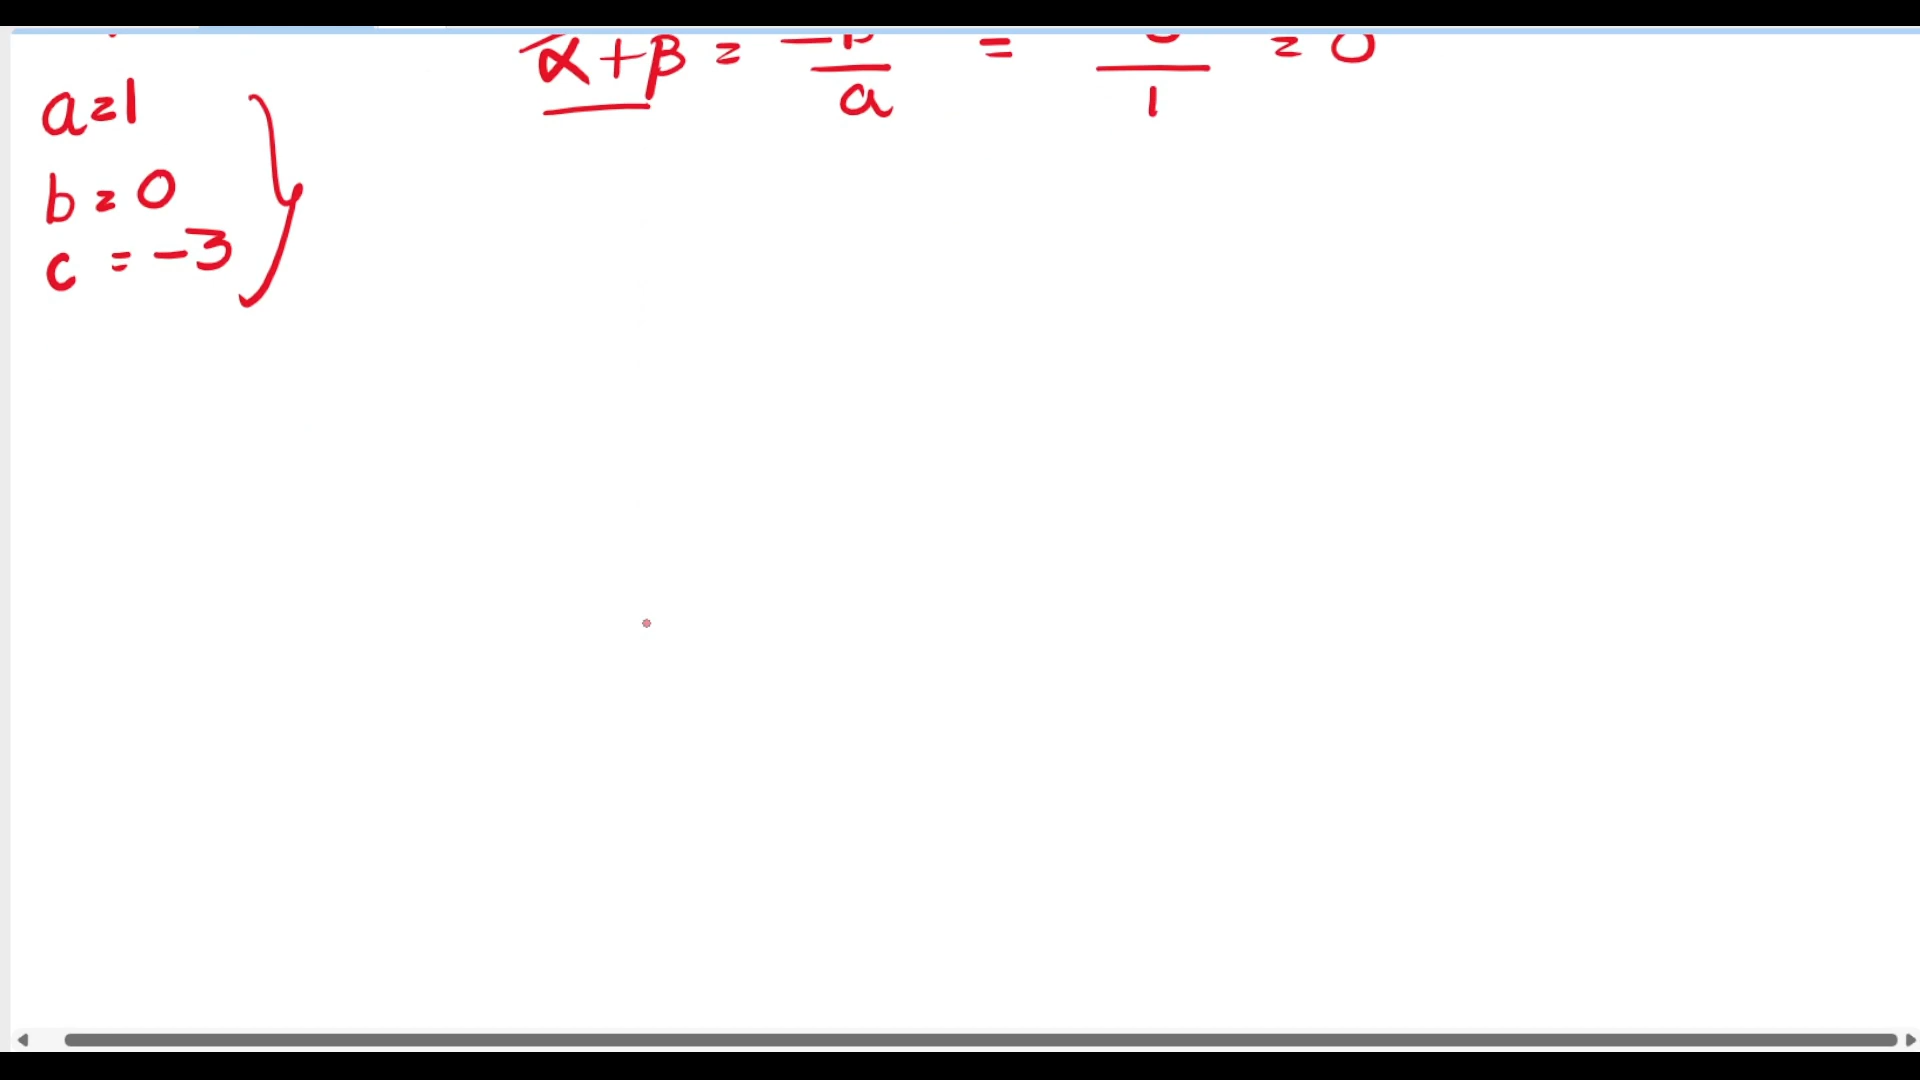 α+β = -b/a = 0/1 = 0
a=1
b = 0
c = -3